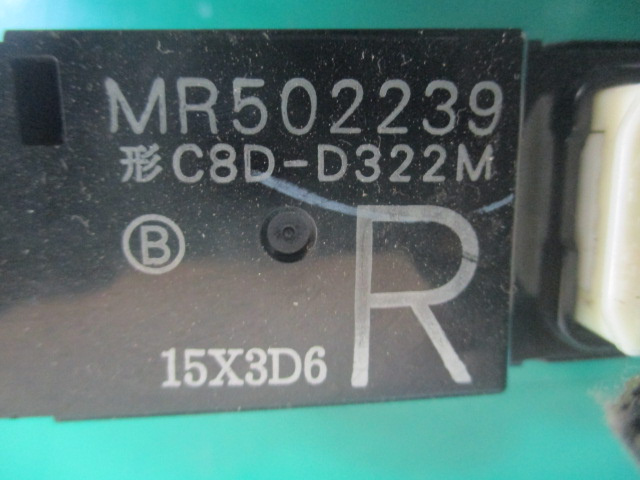 MR502239
形C8D-D322M
Ⓑ
R
15X3D6